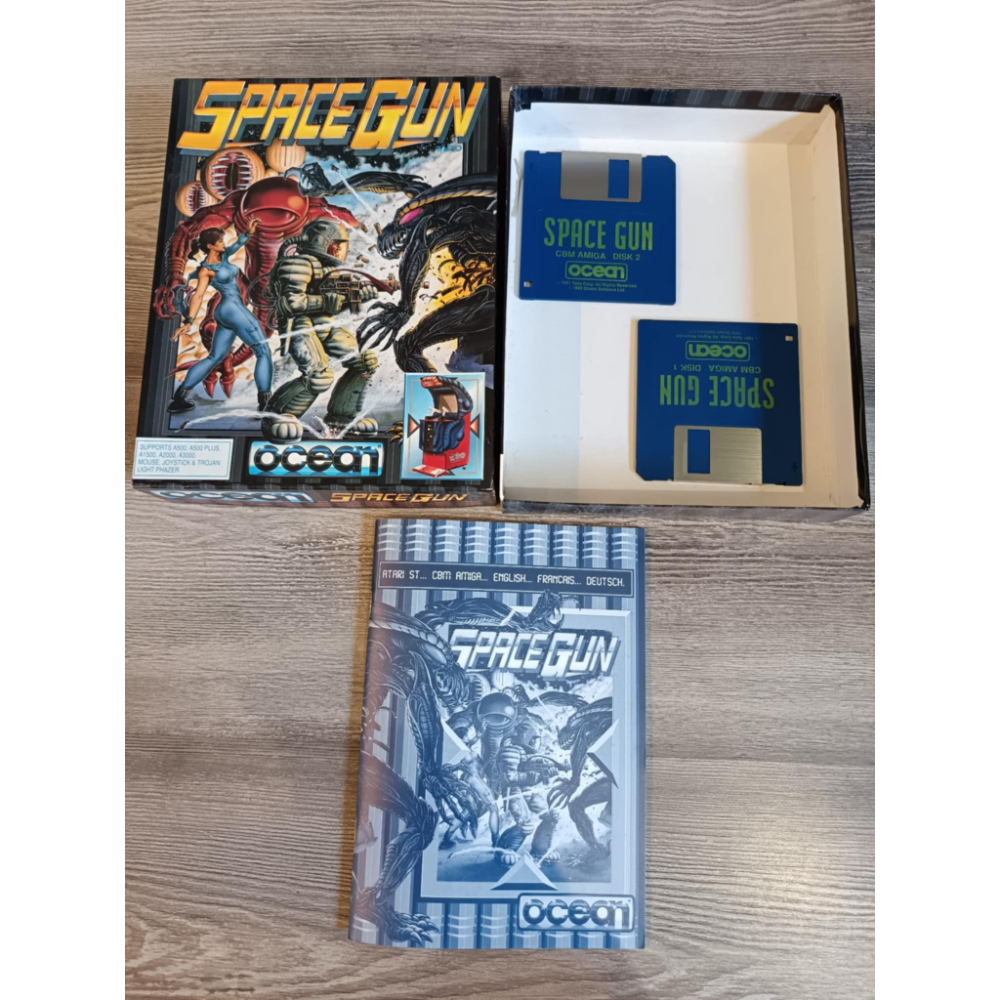 SPACE GUN
SUPPORTS A500, A500 PLUS,
A1500, A2000, A3000,
MOUSE, JOYSTICK & TROJAN
LIGHT PHAZER
ocean
ocean SPACE GUN
SPACE GUN
CBM AMIGA DISK 2
ocean
SPACE GUN
CBM AMIGA DISK 1
ocean
ATARI ST... CBM AMIGA... ENGLISH... FRANCAIS... DEUTSCH.
SPACE GUN
ocean